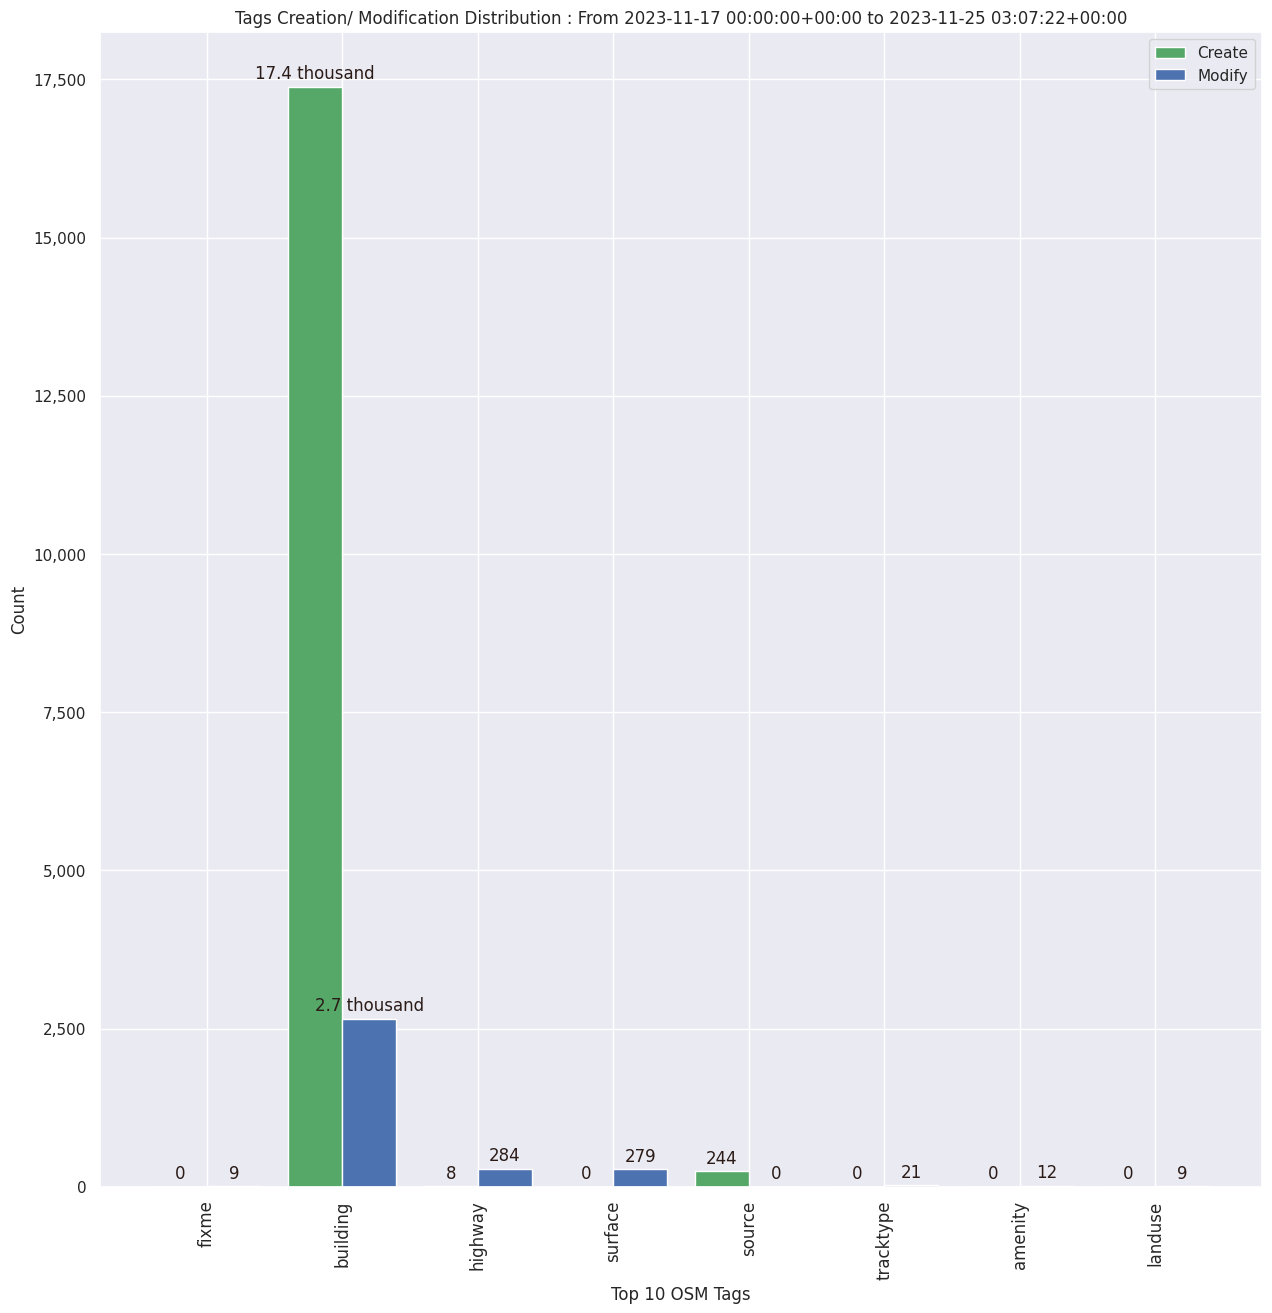 Tags Creation/ Modification Distribution : From 2023-11-17 00:00:00+00:00 to 2023-11-25 03:07:22+00:00
Create
Modify
17,500
15,000
12,500
10,000
7,500
5,000
2,500
0
Count
17.4 thousand
2.7 thousand
0
9
8
284
0
279
244
0
0
21
0
12
0
9
fixme
building
highway
surface
source
tracktype
amenity
landuse
Top 10 OSM Tags